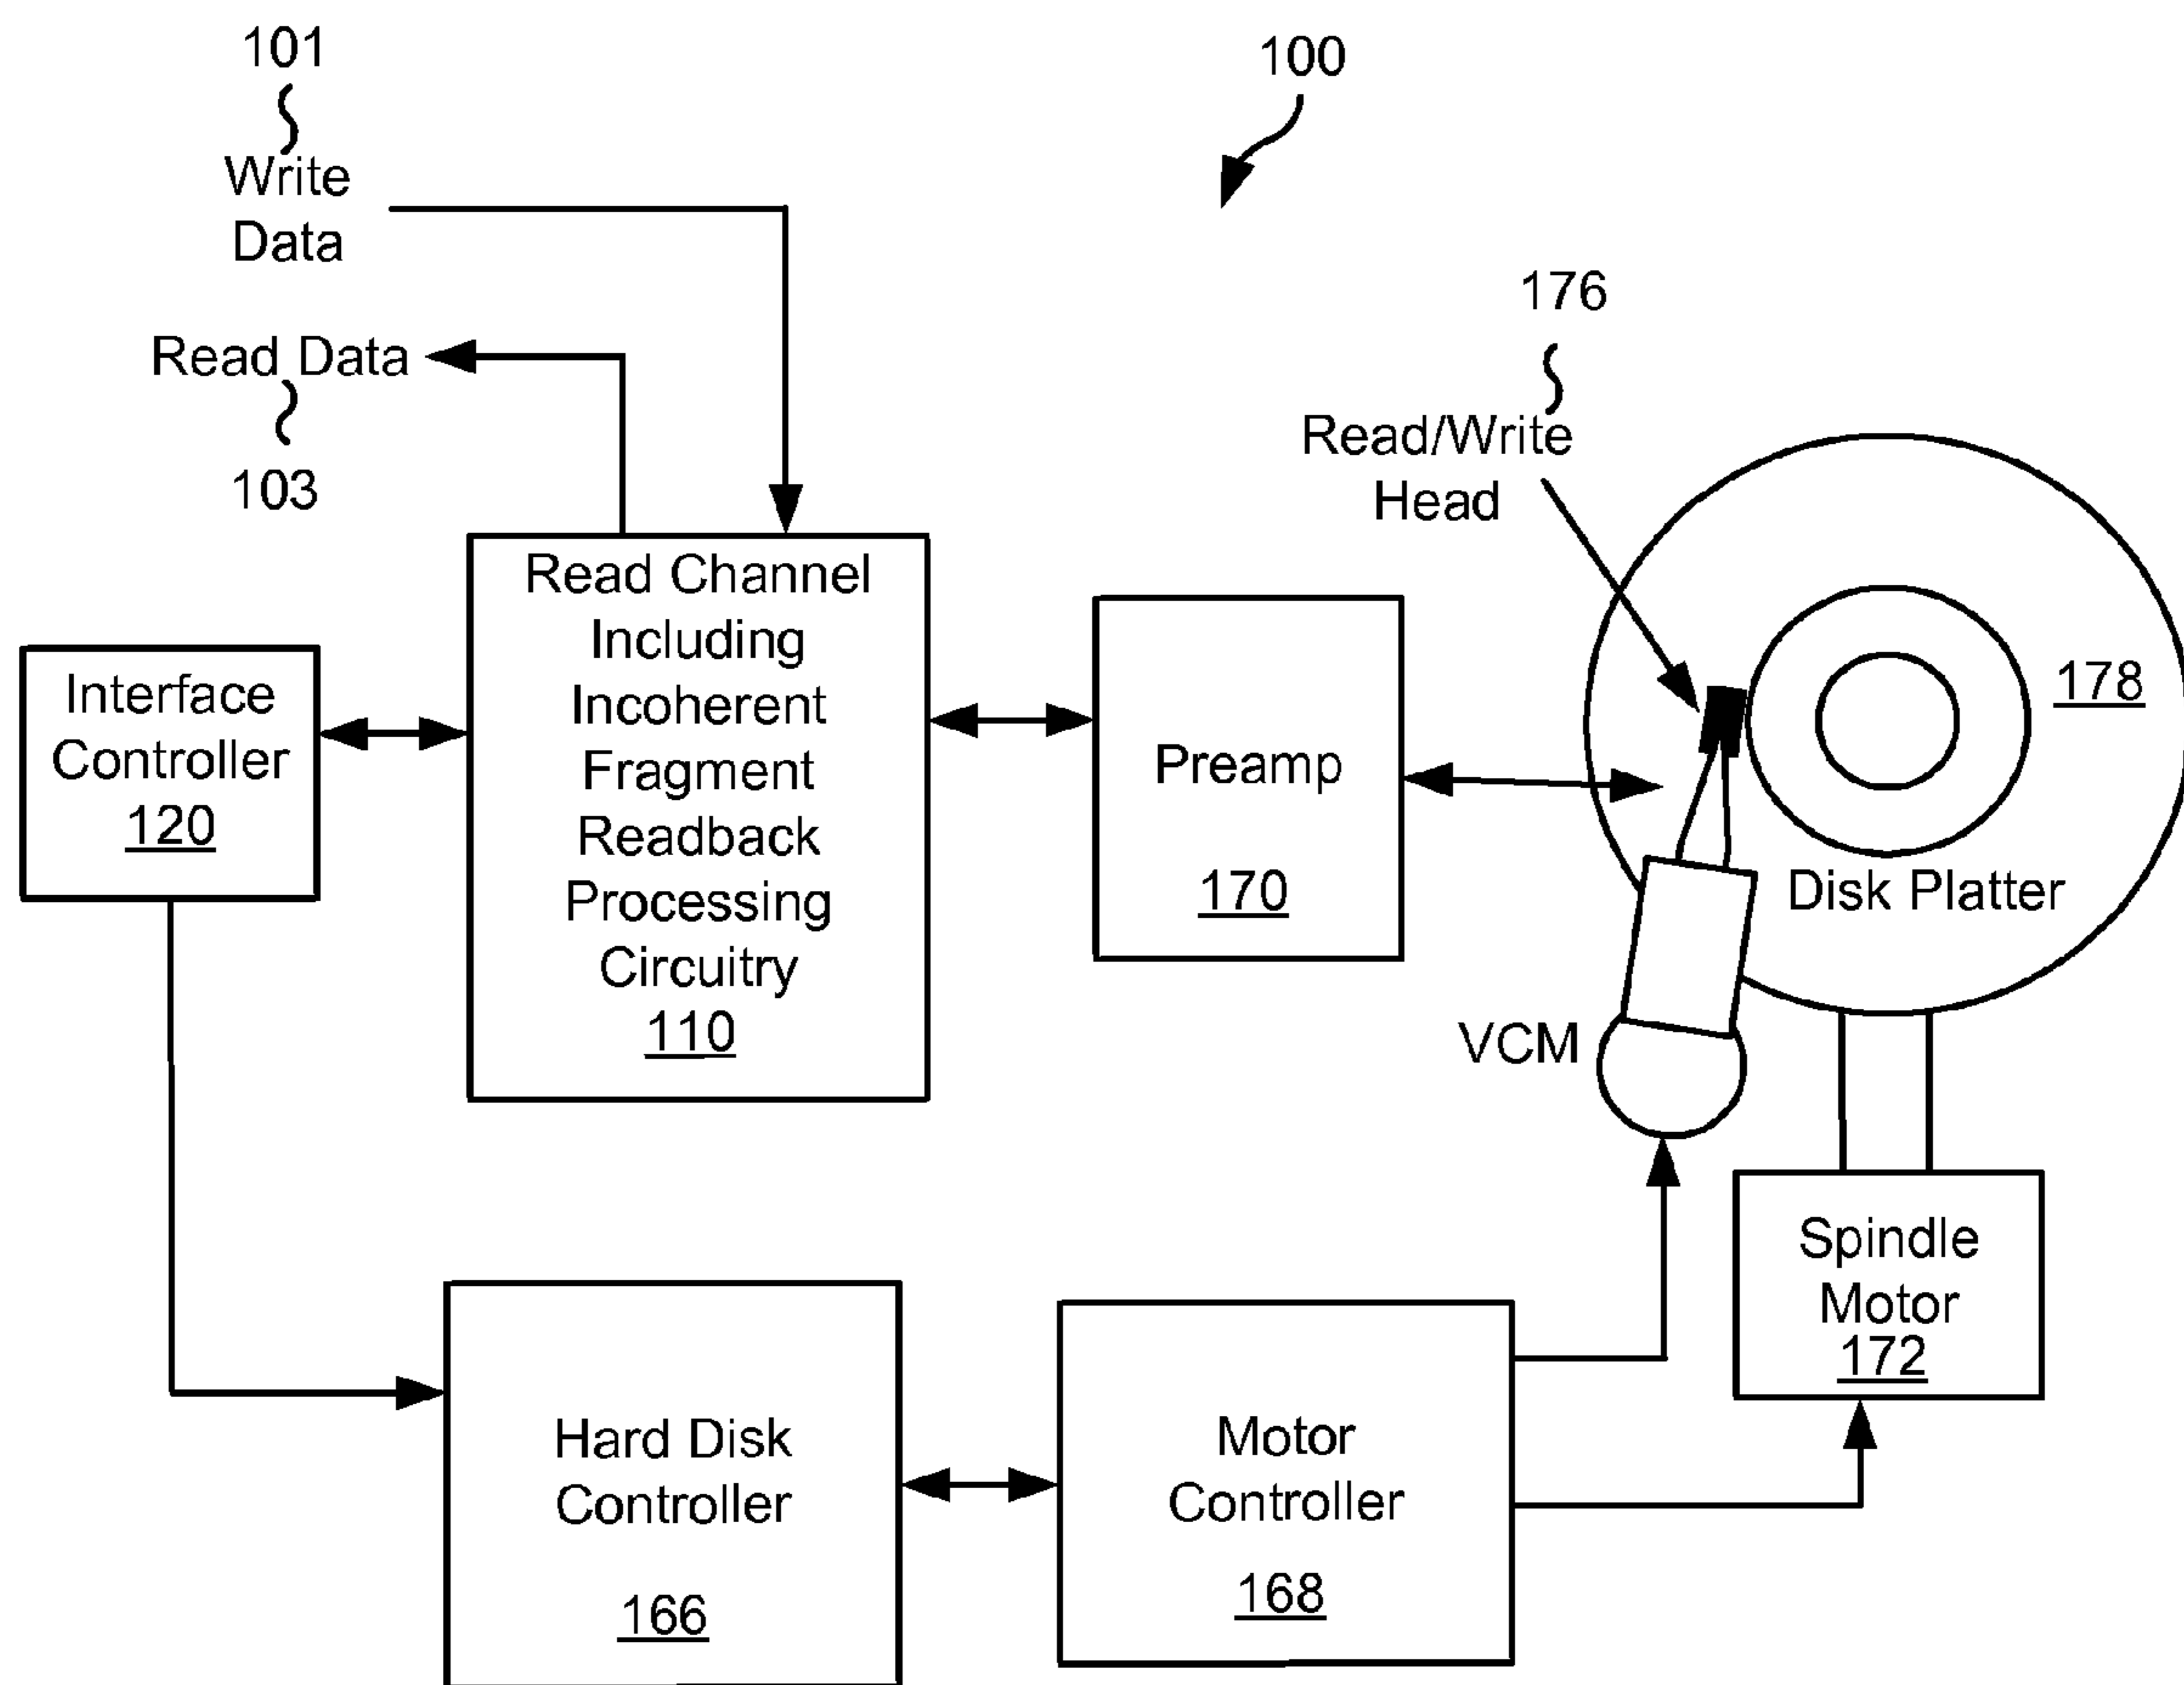 101
Write
Data
100
Read Data
103
176
Read/Write
Head
Read Channel
Including
Incoherent
Fragment
Readback
Processing
Circuitry
110
Interface
Controller
120
Preamp
170
178
Disk Platter
VCM
Spindle
Motor
172
Hard Disk
Controller
166
Motor
Controller
168